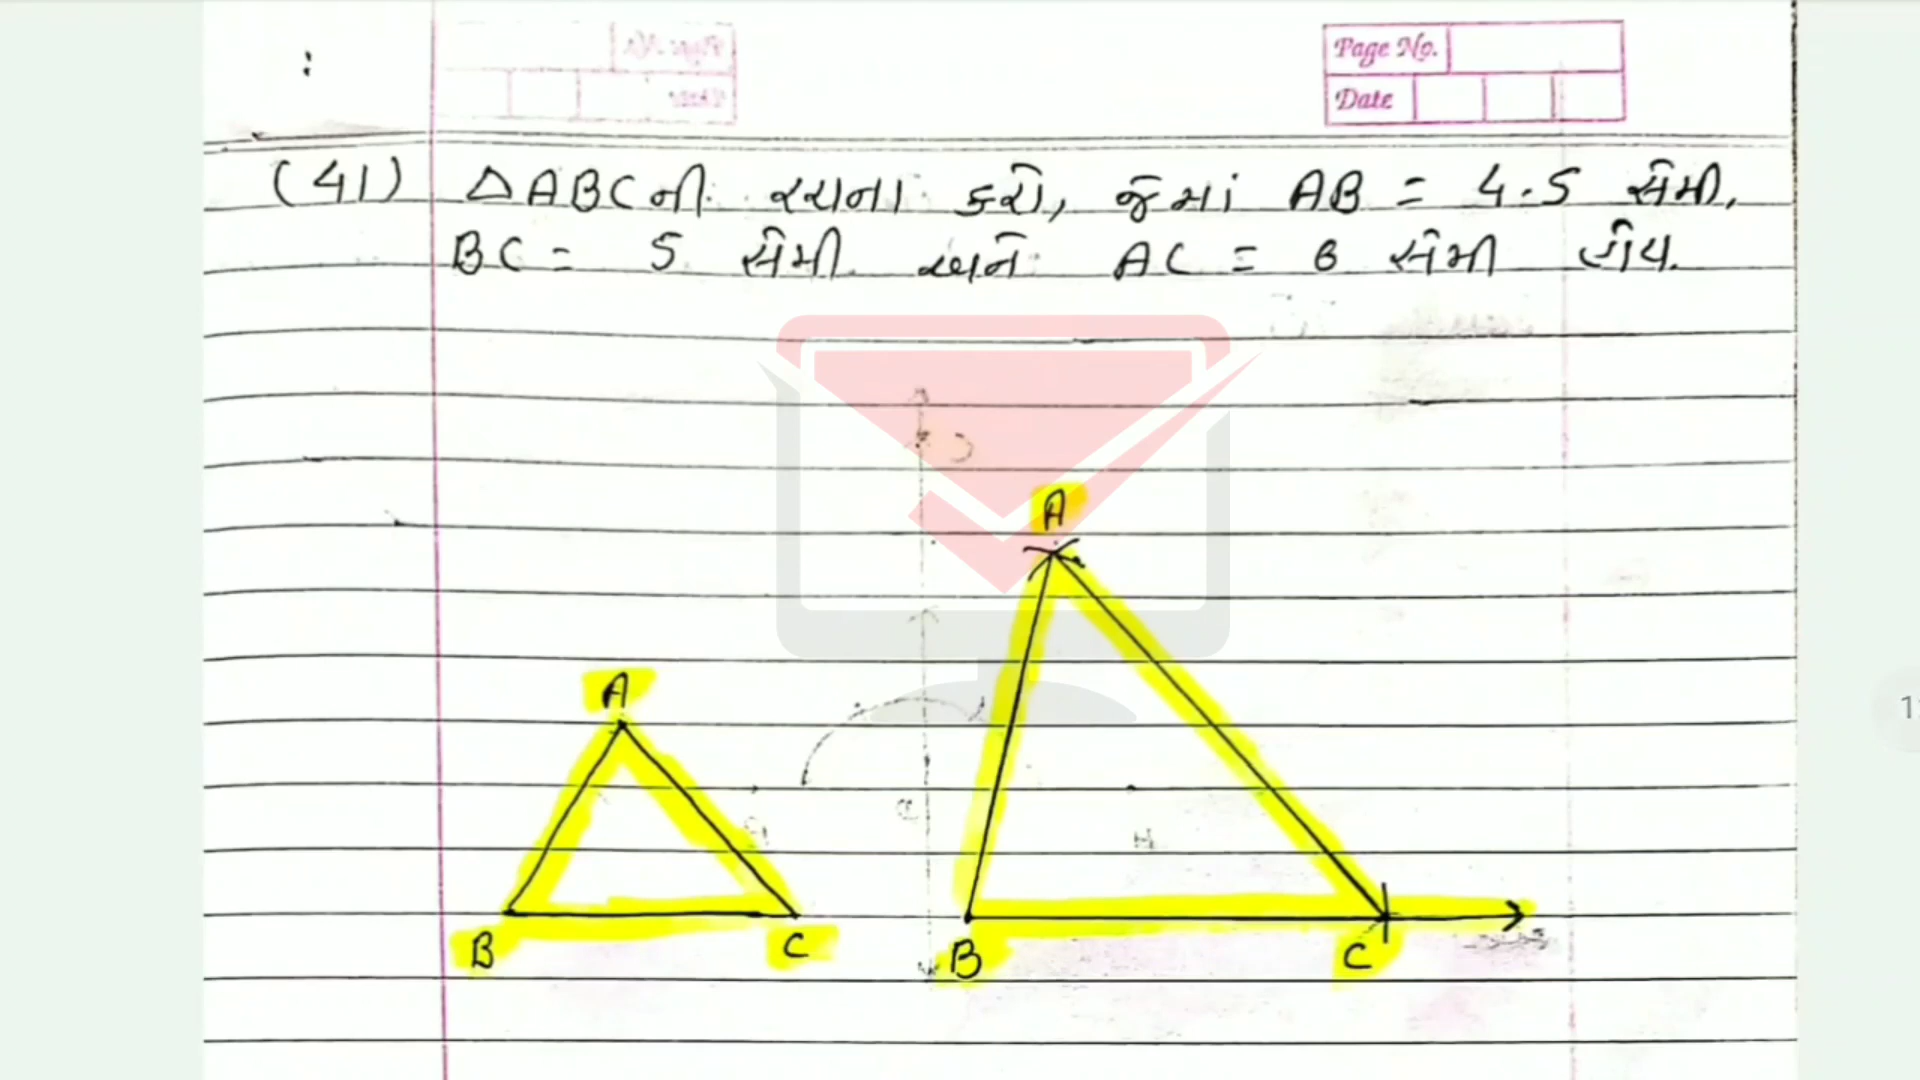 Page No.
Date
(41) △ABCની રચના કરો, જેમાં AB = 4.5 સેમી,
BC = 5 સેમી અને AC = 6 સેમી હોય.
A
A
B
C
B
C